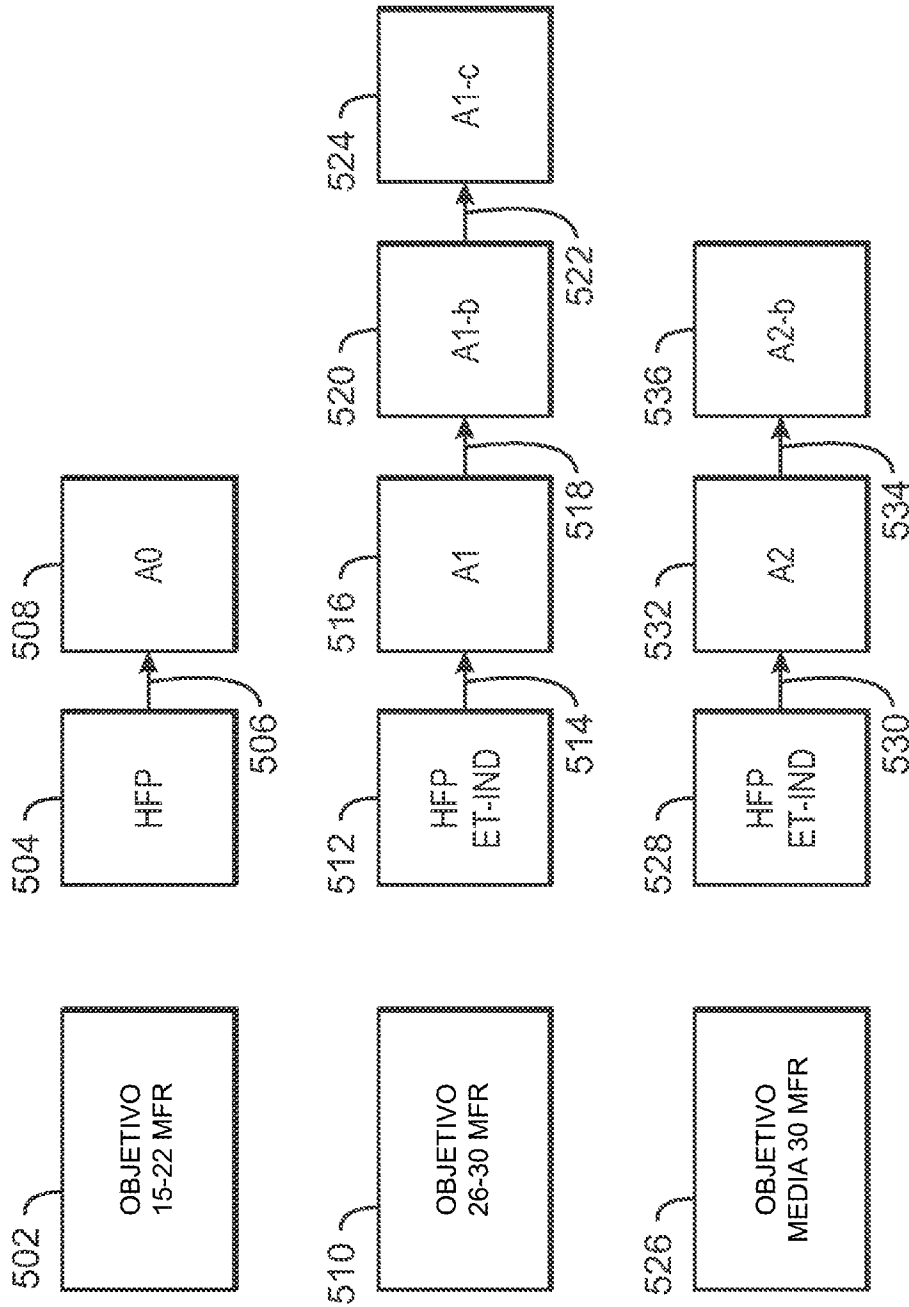 502
OBJETIVO
15-22 MFR
504
HFP
506
508
A0
510
OBJETIVO
26-30 MFR
512
HFP
ET-IND
514
516
A1
518
520
A1-b
522
524
A1-c
526
OBJETIVO
MEDIA 30 MFR
528
HFP
ET-IND
530
532
A2
534
536
A2-b